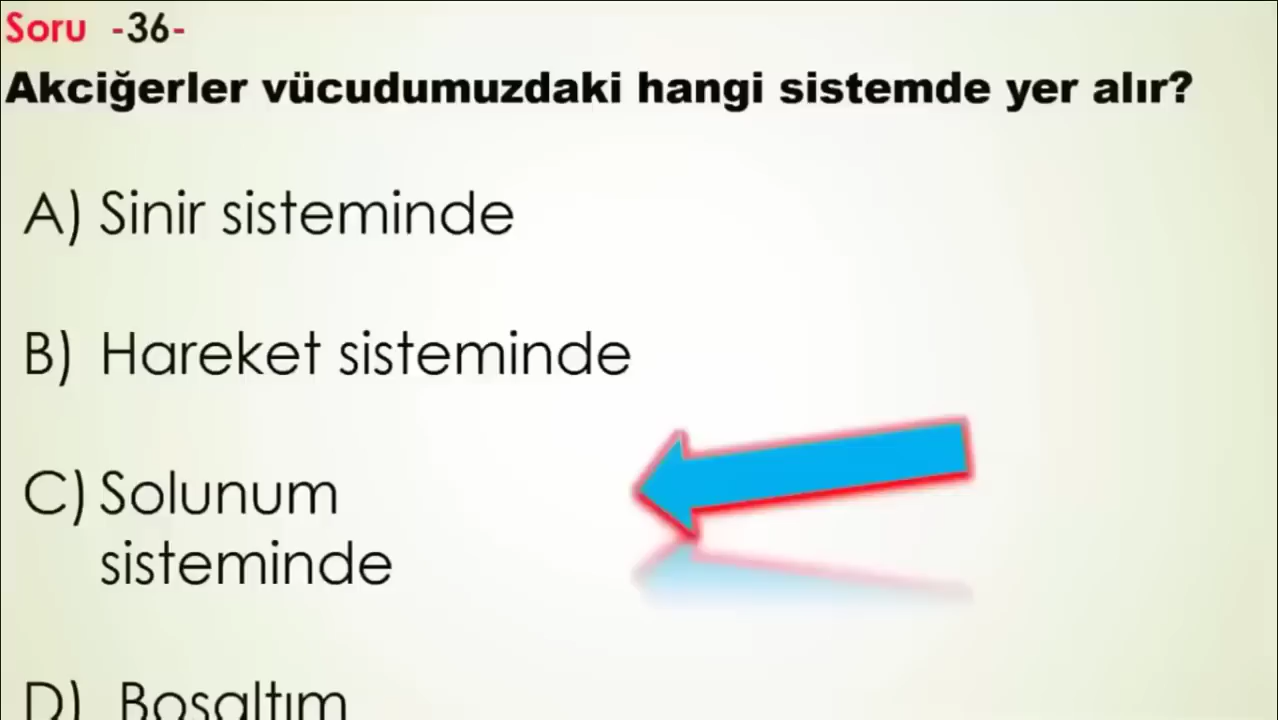 Soru -36-
Akciğerler vücudumuzdaki hangi sistemde yer alır?
A) Sinir sisteminde
B) Hareket sisteminde
C) Solunum
sisteminde
D) Boşaltım